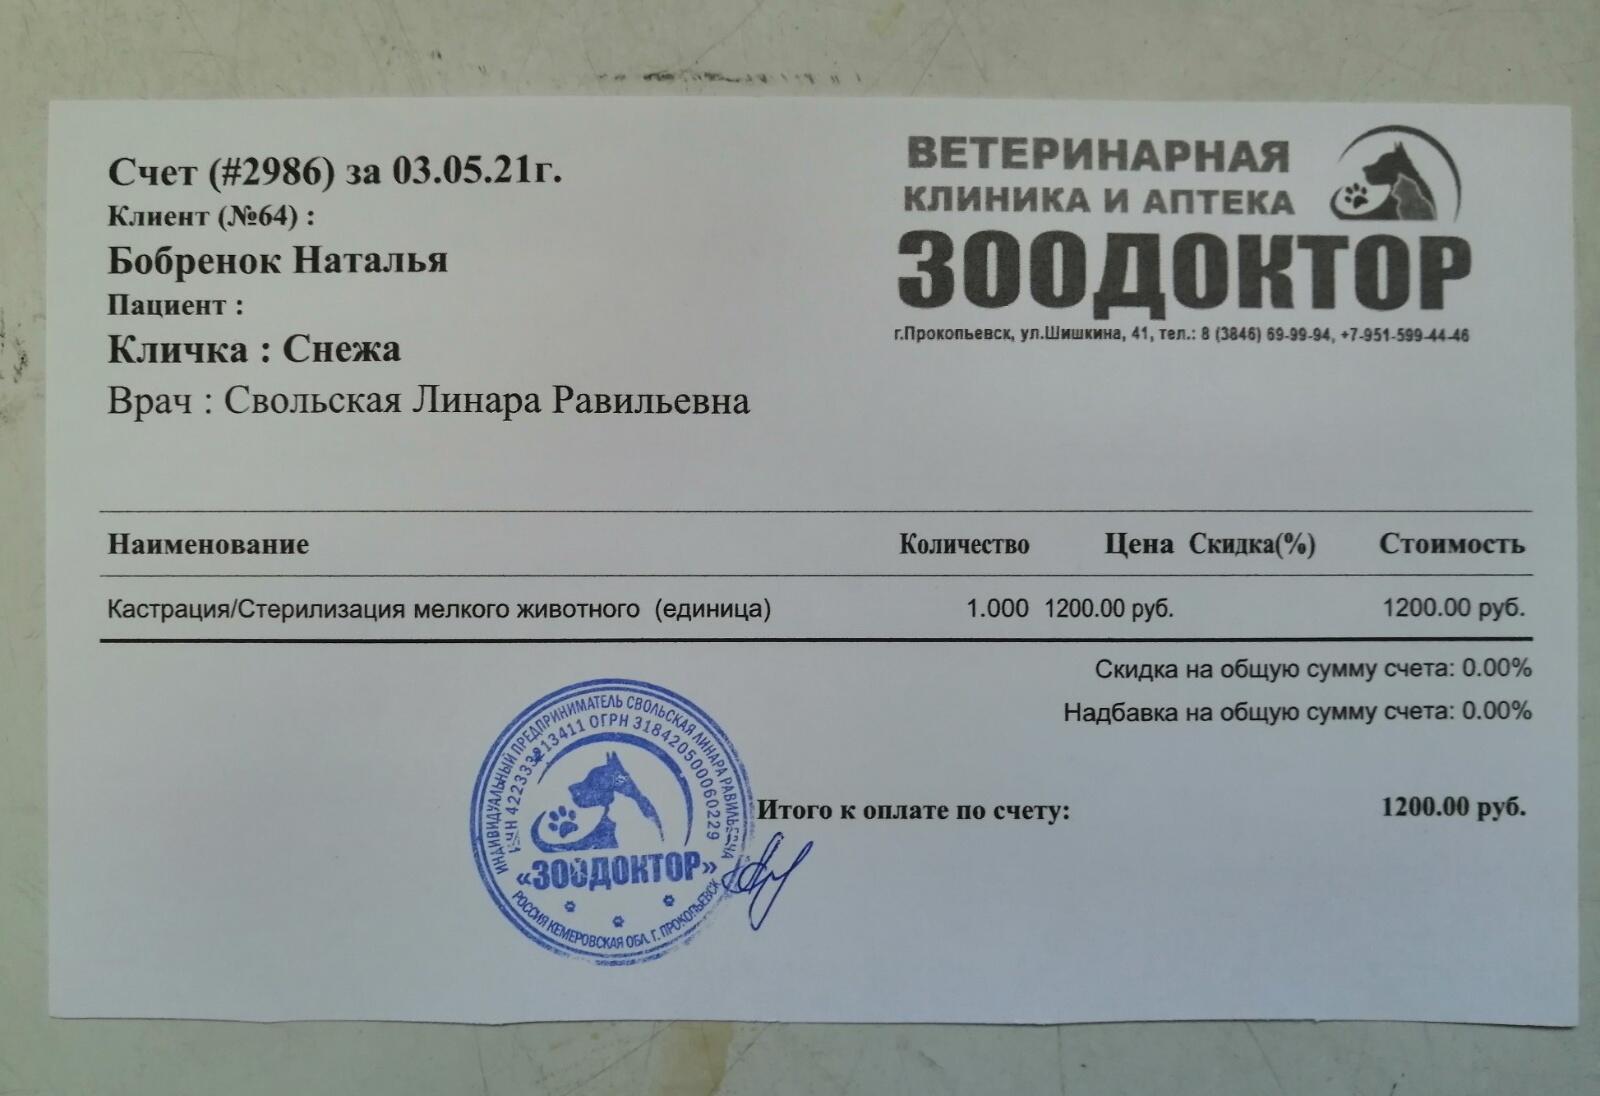 Счет (#2986) за 03.05.21г.
Клиент (№64) :
Бобренок Наталья
Пациент :
Кличка : Снежа
Врач : Свольская Линара Равильевна
ВЕТЕРИНАРНАЯ
КЛИНИКА И АПТЕКА
ЗООДОКТОР
г.Прокопьевск, ул.Шишкина, 41, тел.: 8 (3846) 69-99-94, +7-951-599-44-46
Наименование Количество Цена Скидка(%) Стоимость
Кастрация/Стерилизация мелкого животного (единица) 1.000 1200.00 руб. 1200.00 руб.
Скидка на общую сумму счета: 0.00%
Надбавка на общую сумму счета: 0.00%
Итого к оплате по счету: 1200.00 руб.
ИНДИВИДУАЛЬНЫЙ ПРЕДПРИНИМАТЕЛЬ СВОЛЬСКАЯ ЛИНАРА РАВИЛЬЕВНА
ИНН 422333213411 ОГРН 318420500060229
«ЗООДОКТОР»
РОССИЯ КЕМЕРОВСКАЯ ОБЛ. Г. ПРОКОПЬЕВСК